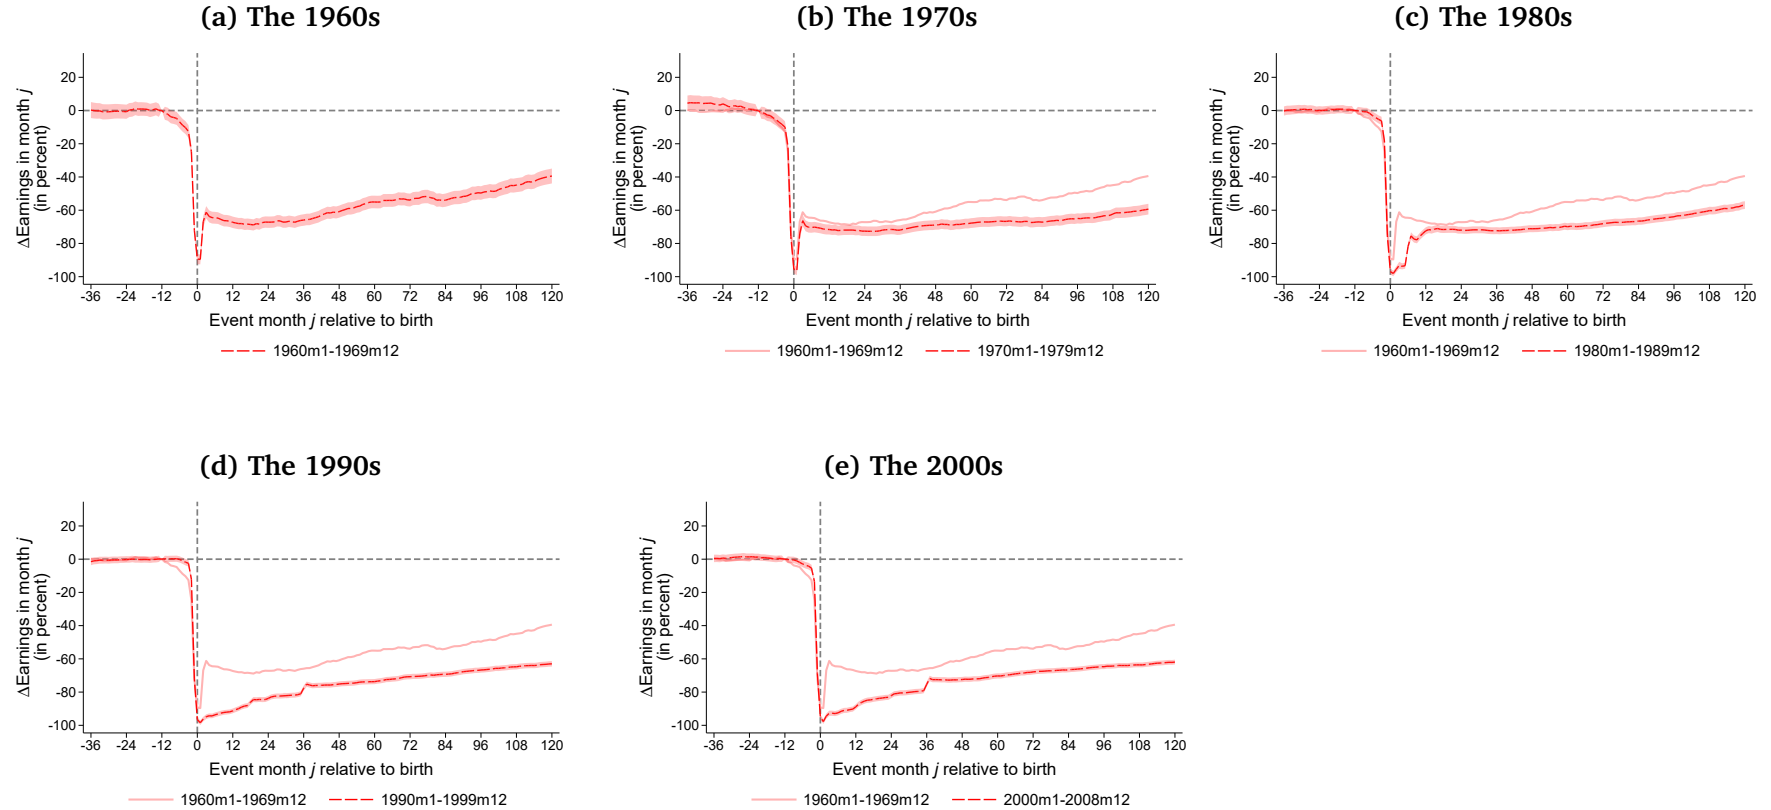 (a) The 1960s
ΔEarnings in month j
(in percent)
20
0
-20
-40
-60
-80
-100
-36 -24 -12 0 12 24 36 48 60 72 84 96 108 120
Event month j relative to birth
1960m1-1969m12
(b) The 1970s
ΔEarnings in month j
(in percent)
20
0
-20
-40
-60
-80
-100
-36 -24 -12 0 12 24 36 48 60 72 84 96 108 120
Event month j relative to birth
1960m1-1969m12 1970m1-1979m12
(c) The 1980s
ΔEarnings in month j
(in percent)
20
0
-20
-40
-60
-80
-100
-36 -24 -12 0 12 24 36 48 60 72 84 96 108 120
Event month j relative to birth
1960m1-1969m12 1980m1-1989m12
(d) The 1990s
ΔEarnings in month j
(in percent)
20
0
-20
-40
-60
-80
-100
-36 -24 -12 0 12 24 36 48 60 72 84 96 108 120
Event month j relative to birth
1960m1-1969m12 1990m1-1999m12
(e) The 2000s
ΔEarnings in month j
(in percent)
20
0
-20
-40
-60
-80
-100
-36 -24 -12 0 12 24 36 48 60 72 84 96 108 120
Event month j relative to birth
1960m1-1969m12 2000m1-2008m12